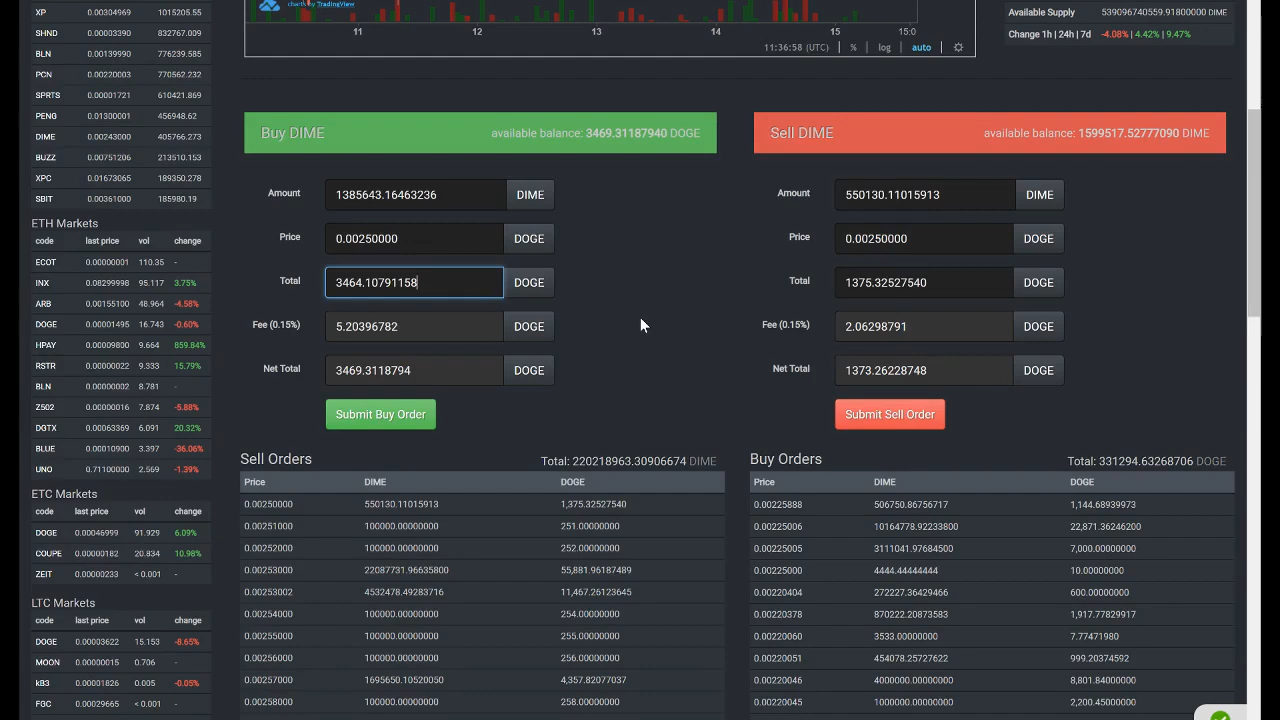 XP 0.00304969 1015205.55
SHND 0.00003390 832767.009
BLN 0.00139990 776239.585
PCN 0.00220003 770562.232
SPRTS 0.00001721 610421.869
PENG 0.01300001 456948.62
DIME 0.00243000 405766.273
BUZZ 0.00751206 213510.153
XPC 0.01673065 189350.278
SBIT 0.00361000 185980.19
ETH Markets
code last price vol change
ECOT 0.00000001 110.35 -
INX 0.08299998 95.117 3.75%
ARB 0.00155100 48.964 -4.58%
DOGE 0.00001495 16.743 -0.60%
HPAY 0.00009800 9.664 859.84%
RSTR 0.00000022 9.333 15.79%
BLN 0.00000002 8.781 -
Z502 0.00000016 7.874 -5.88%
DGTX 0.00063369 6.091 20.32%
BLUE 0.00010900 3.397 -36.06%
UNO 0.71100000 2.569 -1.39%
ETC Markets
code last price vol change
DOGE 0.00046999 91.929 6.09%
COUPE 0.00000182 20.834 10.98%
ZEIT 0.00000233 < 0.001 -
LTC Markets
code last price vol change
DOGE 0.00003622 15.153 -8.65%
MOON 0.00000015 0.706 -
kB3 0.00001826 0.005 -0.05%
FGC 0.00029665 < 0.001 -
charts by TradingView
11 12 13 14 15 15:0
11:36:58 (UTC) % log auto
Available Supply 539096740559.91800000 DIME
Change 1h | 24h | 7d -4.08% | 4.42% | 9.47%
Buy DIME available balance: 3469.31187940 DOGE
Amount 1385643.16463236 DIME
Price 0.00250000 DOGE
Total 3464.10791158 DOGE
Fee (0.15%) 5.20396782 DOGE
Net Total 3469.3118794 DOGE
Submit Buy Order
Sell DIME available balance: 1599517.52777090 DIME
Amount 550130.11015913 DIME
Price 0.00250000 DOGE
Total 1375.32527540 DOGE
Fee (0.15%) 2.06298791 DOGE
Net Total 1373.26228748 DOGE
Submit Sell Order
Sell Orders Total: 220218963.30906674 DIME
Price DIME DOGE
0.00250000 550130.11015913 1,375.32527540
0.00251000 100000.00000000 251.00000000
0.00252000 100000.00000000 252.00000000
0.00253000 22087731.96635800 55,881.96187489
0.00253002 4532478.49283716 11,467.26123645
0.00254000 100000.00000000 254.00000000
0.00255000 100000.00000000 255.00000000
0.00256000 100000.00000000 256.00000000
0.00257000 1695650.10520050 4,357.82077037
0.00258000 100000.00000000 258.00000000
Buy Orders Total: 331294.63268706 DOGE
Price DIME DOGE
0.00225888 506750.86756717 1,144.68939973
0.00225006 10164778.92233800 22,871.36246200
0.00225005 3111041.97684500 7,000.00000000
0.00225000 4444.44444444 10.00000000
0.00220404 272227.36429466 600.00000000
0.00220378 870222.20873583 1,917.77829917
0.00220060 3533.00000000 7.77471980
0.00220051 454078.25727622 999.20374592
0.00220046 4000000.00000000 8,801.84000000
0.00220045 1000000.00000000 2,200.45000000